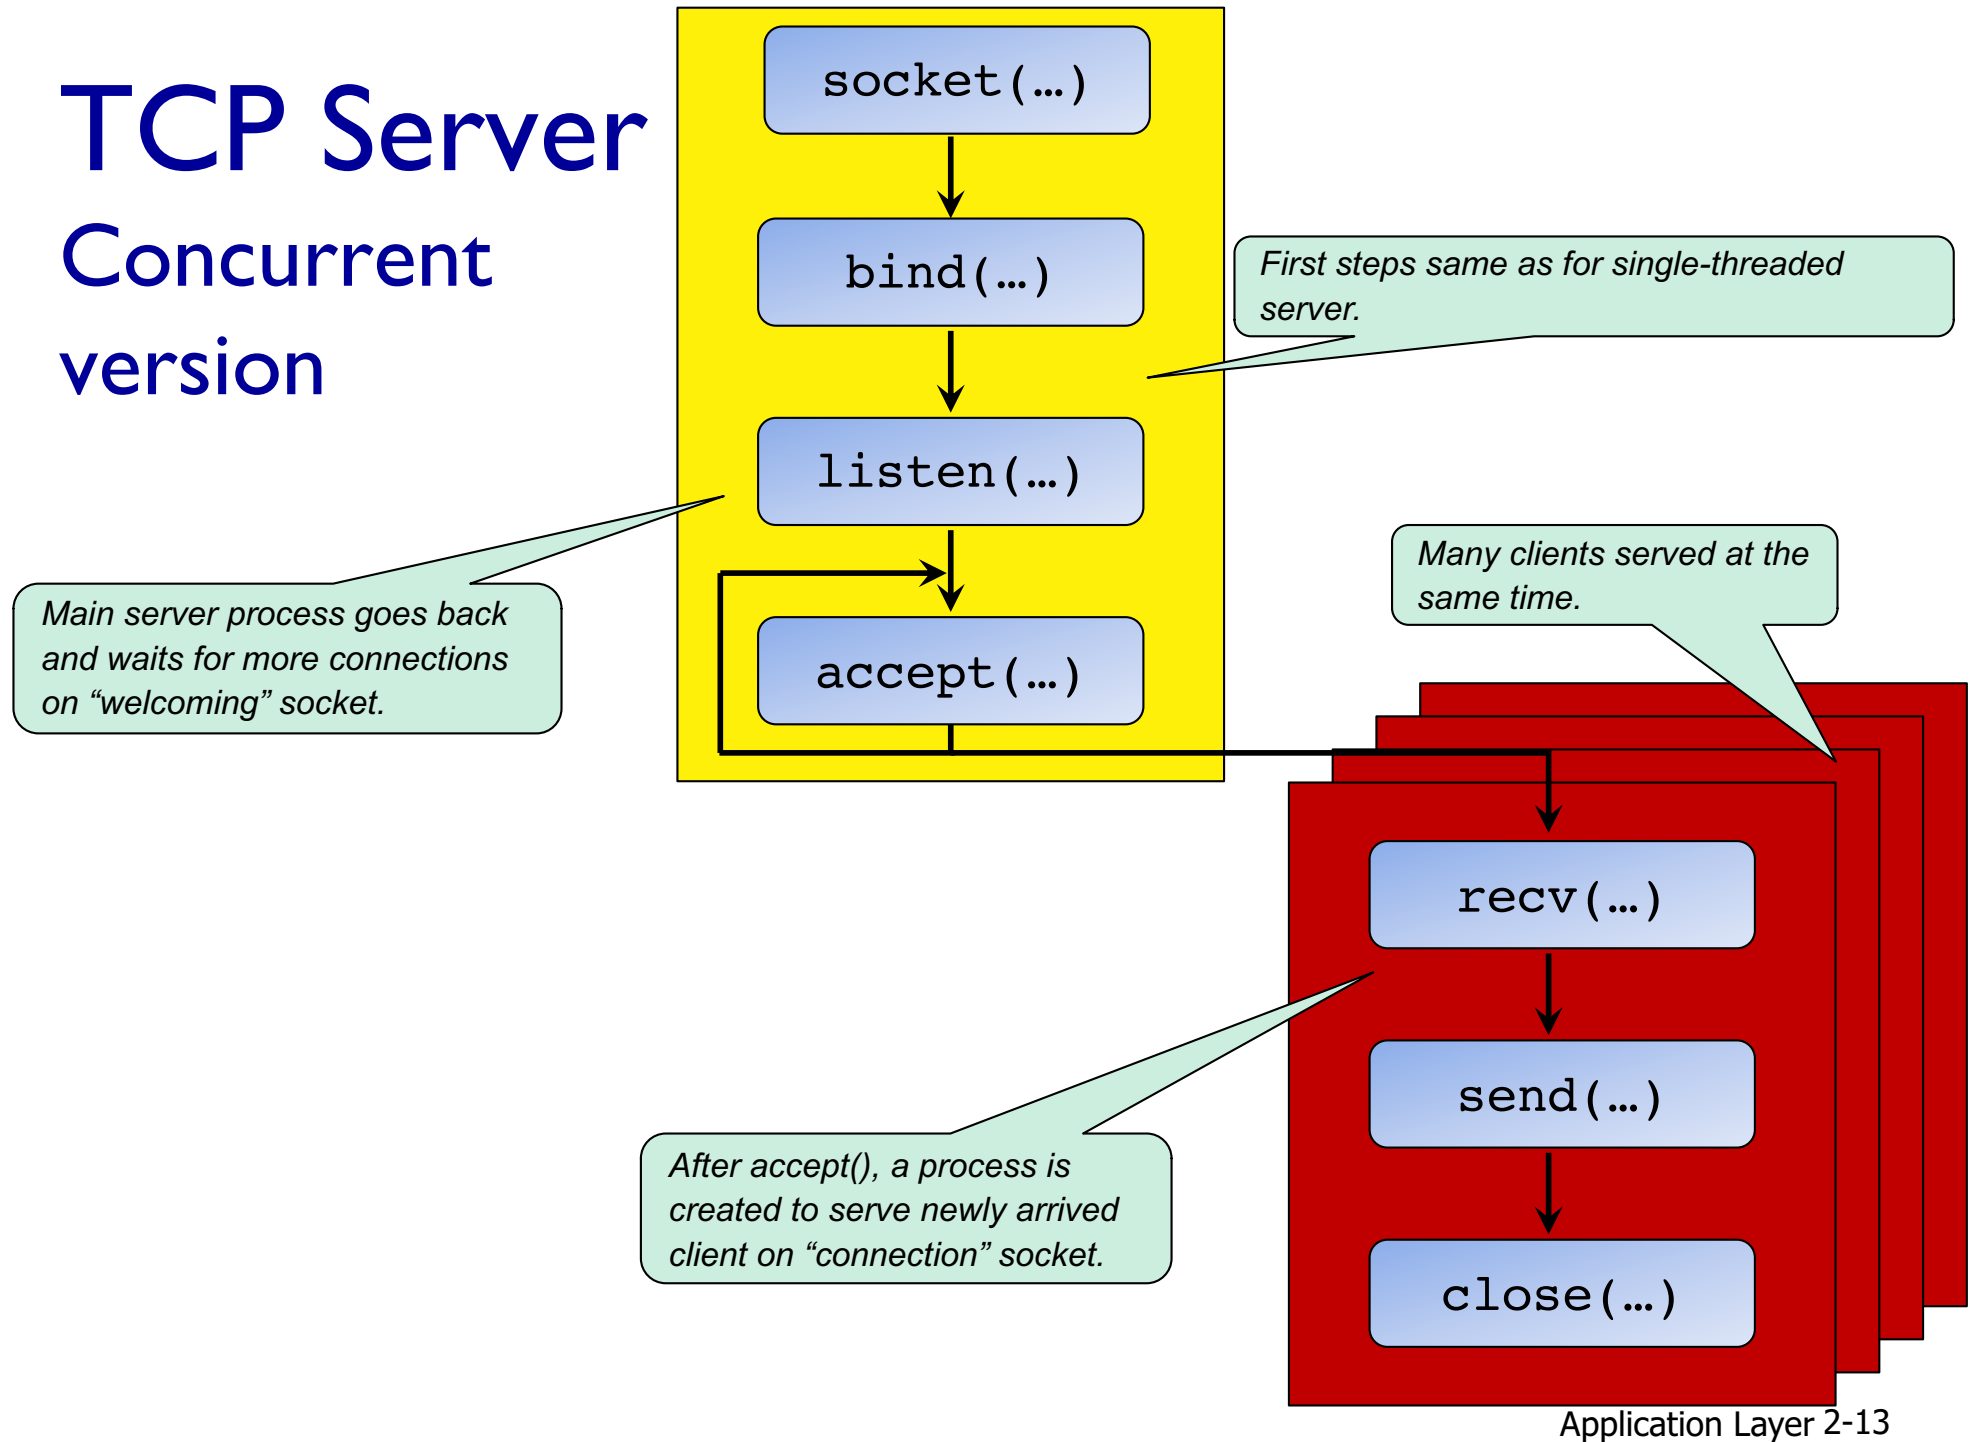 TCP Server
Concurrent
version
socket(…)
bind(…)
First steps same as for single-threaded
server.
listen(…)
Main server process goes back
and waits for more connections
on “welcoming” socket.
accept(…)
Many clients served at the
same time.
recv(…)
send(…)
After accept(), a process is
created to serve newly arrived
client on “connection” socket.
close(…)
Application Layer 2-13